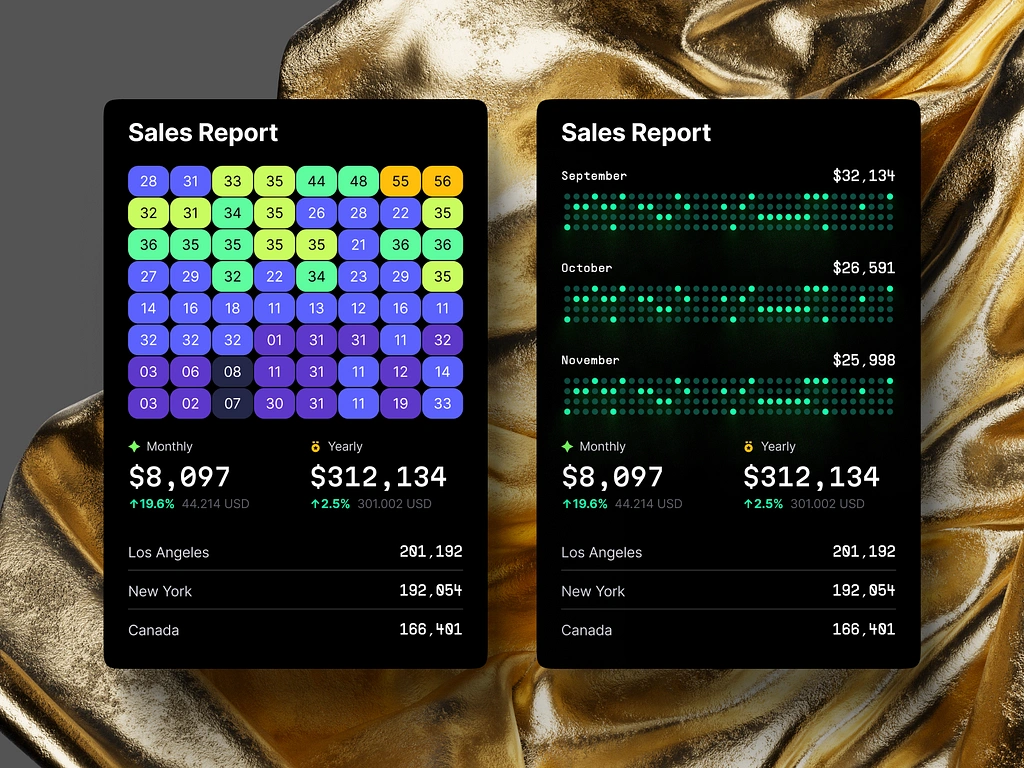 Sales Report
28 31 33 35 44 48 55 56
32 31 34 35 26 28 22 35
36 35 35 35 35 21 36 36
27 29 32 22 34 23 29 35
14 16 18 11 13 12 16 11
32 32 32 01 31 31 11 32
03 06 08 11 31 11 12 14
03 02 07 30 31 11 19 33
Monthly Yearly
$8,097 $312,134
↑19.6% 44.214 USD ↑2.5% 301.002 USD
Los Angeles 201,192
New York 192,054
Canada 166,401
Sales Report
September $32,134
October $26,591
November $25,998
Monthly Yearly
$8,097 $312,134
↑19.6% 44.214 USD ↑2.5% 301.002 USD
Los Angeles 201,192
New York 192,054
Canada 166,401